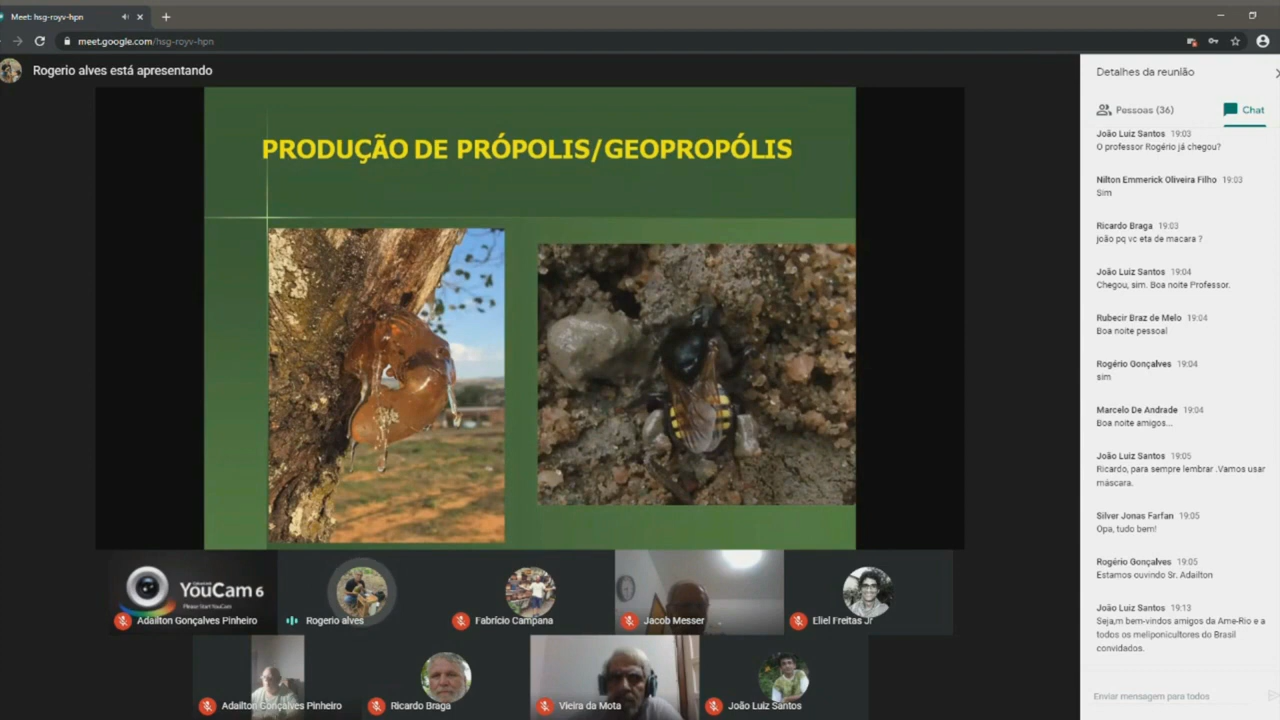 Meet: hsg-royv-hpn
meet.google.com/hsg-royv-hpn
Rogerio alves está apresentando
PRODUÇÃO DE PRÓPOLIS/GEOPROPÓLIS
YouCam 6
Please Start YouCam
Adailton Gonçalves Pinheiro
Rogerio alves
Fabrício Campana
Jacob Messer
Eliel Freitas Jr
Adailton Gonçalves Pinheiro
Ricardo Braga
Vieira da Mota
João Luiz Santos
Detalhes da reunião
Pessoas (36)
Chat
João Luiz Santos 19:03
O professor Rogério já chegou?
Nilton Emmerick Oliveira Filho 19:03
Sim
Ricardo Braga 19:03
joão pq vc eta de macara ?
João Luiz Santos 19:04
Chegou, sim. Boa noite Professor.
Rubecir Braz de Melo 19:04
Boa noite pessoal
Rogério Gonçalves 19:04
sim
Marcelo De Andrade 19:04
Boa noite amigos...
João Luiz Santos 19:05
Ricardo, para sempre lembrar .Vamos usar
máscara.
Silver Jonas Farfan 19:05
Opa, tudo bem!
Rogério Gonçalves 19:05
Estamos ouvindo Sr. Adailton
João Luiz Santos 19:13
Seja,m bem-vindos amigos da Ame-Rio e a
todos os meliponicultores do Brasil
convidados.
Enviar mensagem para todos